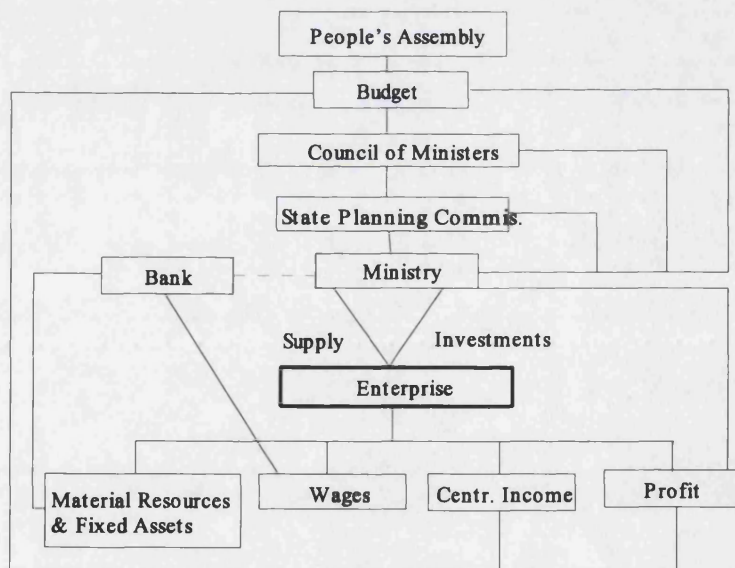 People's Assembly
Budget
Council of Ministers
State Planning Commis.
Bank
Ministry
Supply
Investments
Enterprise
Material Resources
& Fixed Assets
Wages
Centr. Income
Profit